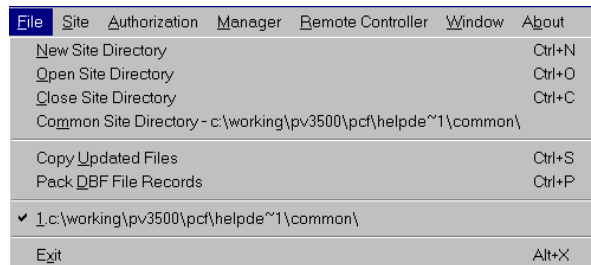 File Site Authorization Manager Remote Controller Window About
New Site Directory Ctrl+N
Open Site Directory Ctrl+O
Close Site Directory Ctrl+C
Common Site Directory - c:\working\pv3500\pcf\helpde~1\common\
Copy Updated Files Ctrl+S
Pack DBF File Records Ctrl+P
✔ 1.c:\working\pv3500\pcf\helpde~1\common\
Exit Alt+X